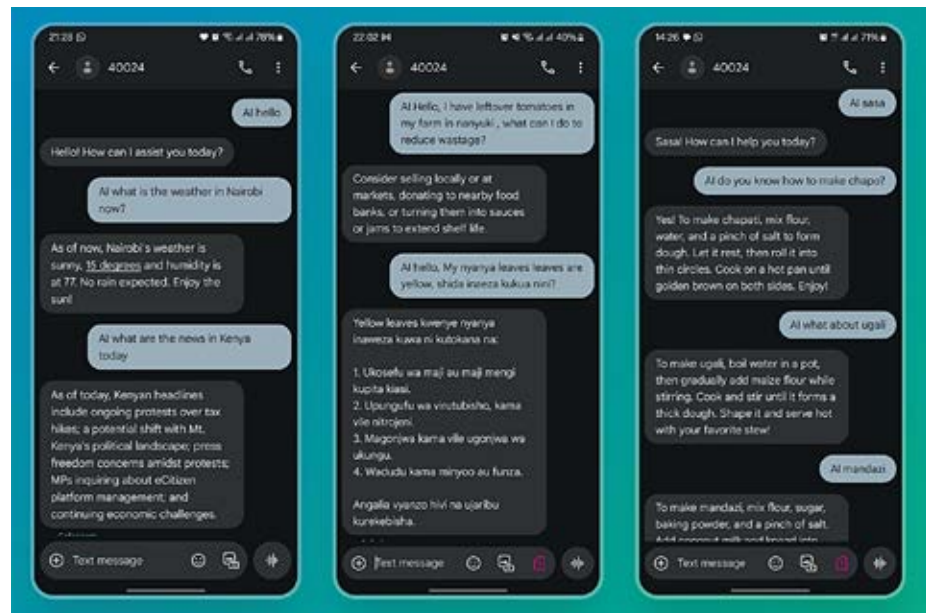 21:28
78%
40024
AI hello
Hello! How can I assist you today?
AI what is the weather in Nairobi
now?
As of now, Nairobi's weather is
sunny, 15 degrees and humidity is
at 77. No rain expected. Enjoy the
sun!
AI what are the news in Kenya
today
As of today, Kenyan headlines
include ongoing protests over tax
hikes; a potential shift with Mt.
Kenya's political landscape; press
freedom concerns amidst protests;
MPs inquiring about eCitizen
platform management; and
continuing economic challenges.
Text message
22:02
40%
40024
AI Hello, I have leftover tomatoes in
my farm in nanyuki , what can I do to
reduce wastage?
Consider selling locally or at
markets, donating to nearby food
banks, or turning them into sauces
or jams to extend shelf life.
AI hello, My nyanya leaves leaves are
yellow, shida inaeza kukua nini?
Yellow leaves kwenye nyanya
inaweza kuwa ni kutokana na:
1. Ukosefu wa maji au maji mengi
kupita kiasi.
2. Upungufu wa virutubisho, kama
vile nitrojeni.
3. Magonjwa kama vile ugonjwa wa
ukungu.
4. Wadudu kama minyoo au funza.
Angalia vyanzo hivi na ujaribu
kurekebisha.
Text message
14:26
71%
40024
AI sasa
Sasa! How can I help you today?
AI do you know how to make chapo?
Yes! To make chapati, mix flour,
water, and a pinch of salt to form
dough. Let it rest, then roll it into
thin circles. Cook on a hot pan until
golden brown on both sides. Enjoy!
AI what about ugali
To make ugali, boil water in a pot,
then gradually add maize flour while
stirring. Cook and stir until it forms a
thick dough. Shape it and serve hot
with your favorite stew!
AI mandazi
To make mandazi, mix flour, sugar,
baking powder, and a pinch of salt.
Add coconut milk and knead into
Text message